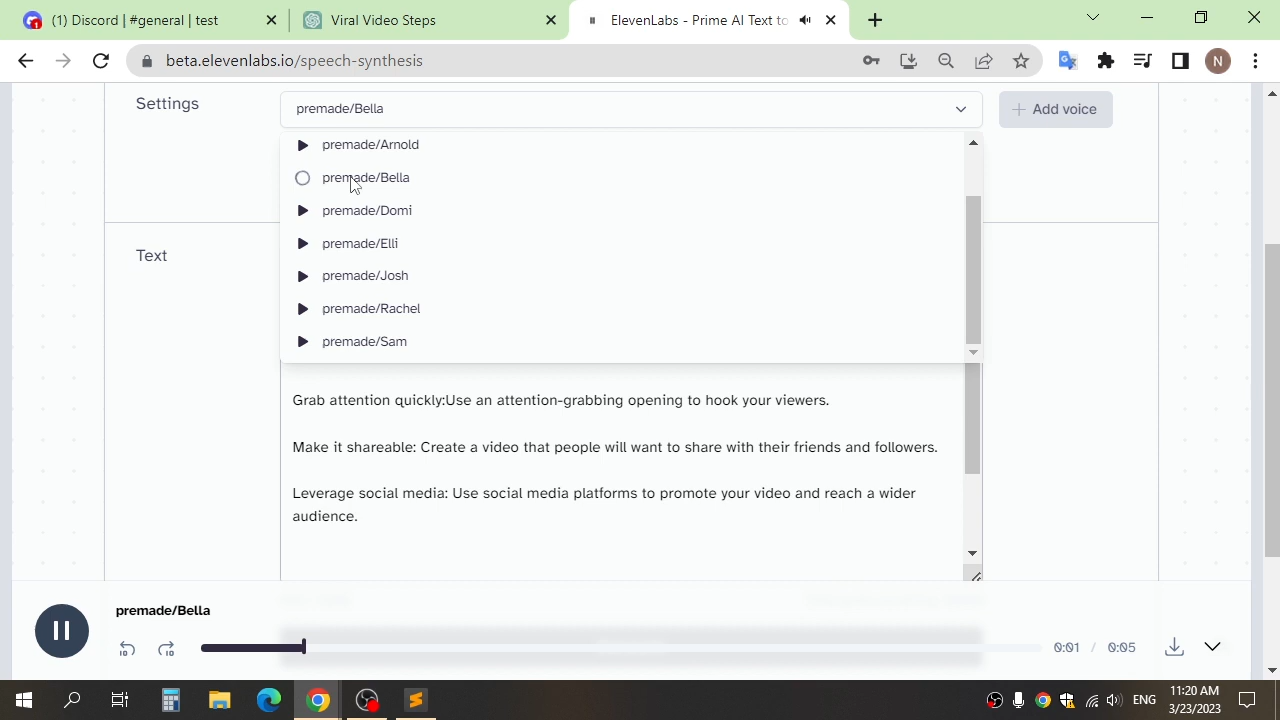 (1) Discord | #general | test
Viral Video Steps
ElevenLabs - Prime AI Text to
beta.elevenlabs.io/speech-synthesis
N
Settings
premade/Bella
Add voice
premade/Arnold
premade/Bella
premade/Domi
premade/Elli
premade/Josh
premade/Rachel
premade/Sam
Text
Grab attention quickly:Use an attention-grabbing opening to hook your viewers.
Make it shareable: Create a video that people will want to share with their friends and followers.
Leverage social media: Use social media platforms to promote your video and reach a wider
audience.
premade/Bella
0:01 / 0:05
ENG
11:20 AM
3/23/2023